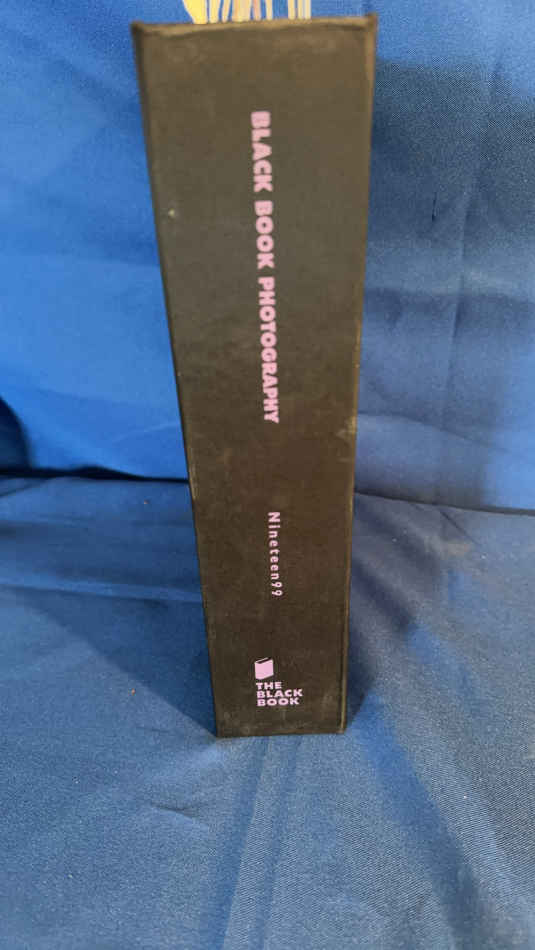 BLACK BOOK PHOTOGRAPHY
Nineteen99
THE
BLACK
BOOK